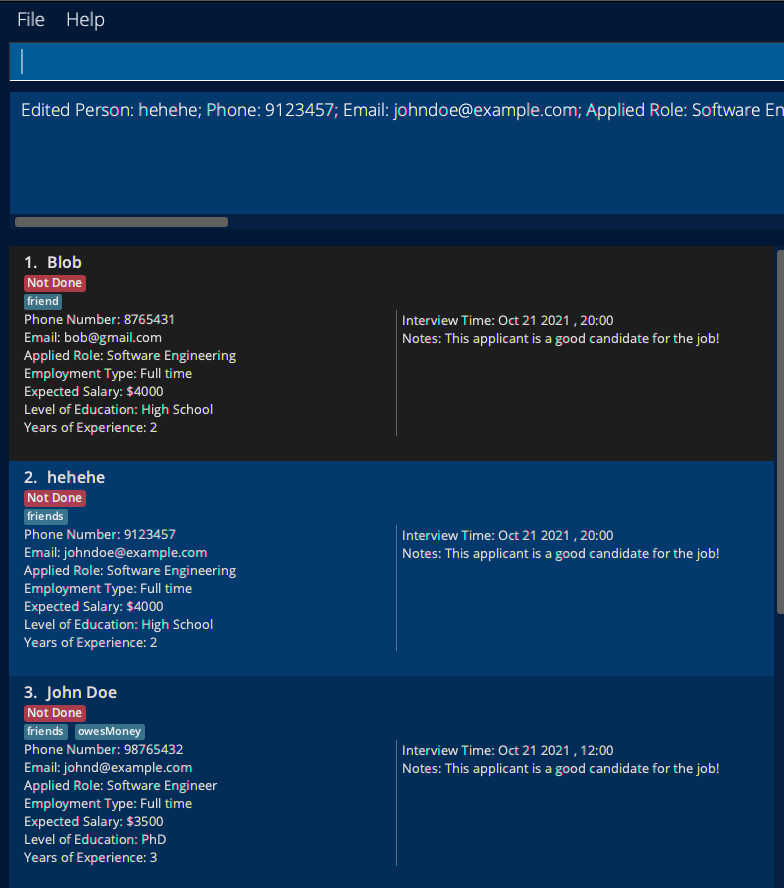 File Help
Edited Person: hehehe; Phone: 9123457; Email: johndoe@example.com; Applied Role: Software En
1. Blob
Not Done
friend
Phone Number: 8765431
Interview Time: Oct 21 2021 , 20:00
Email: bob@gmail.com
Notes: This applicant is a good candidate for the job!
Applied Role: Software Engineering
Employment Type: Full time
Expected Salary: $4000
Level of Education: High School
Years of Experience: 2
2. hehehe
Not Done
friends
Phone Number: 9123457
Interview Time: Oct 21 2021 , 20:00
Email: johndoe@example.com
Notes: This applicant is a good candidate for the job!
Applied Role: Software Engineering
Employment Type: Full time
Expected Salary: $4000
Level of Education: High School
Years of Experience: 2
3. John Doe
Not Done
friends owesMoney
Phone Number: 98765432
Interview Time: Oct 21 2021 , 12:00
Email: johnd@example.com
Notes: This applicant is a good candidate for the job!
Applied Role: Software Engineer
Employment Type: Full time
Expected Salary: $3500
Level of Education: PhD
Years of Experience: 3